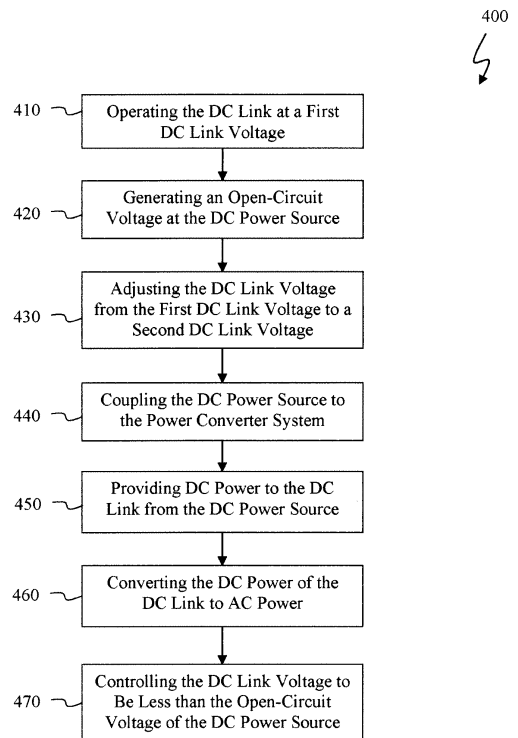 400
410
Operating the DC Link at a First
DC Link Voltage
420
Generating an Open-Circuit
Voltage at the DC Power Source
430
Adjusting the DC Link Voltage
from the First DC Link Voltage to a
Second DC Link Voltage
440
Coupling the DC Power Source to
the Power Converter System
450
Providing DC Power to the DC
Link from the DC Power Source
460
Converting the DC Power of the
DC Link to AC Power
470
Controlling the DC Link Voltage to
Be Less than the Open-Circuit
Voltage of the DC Power Source